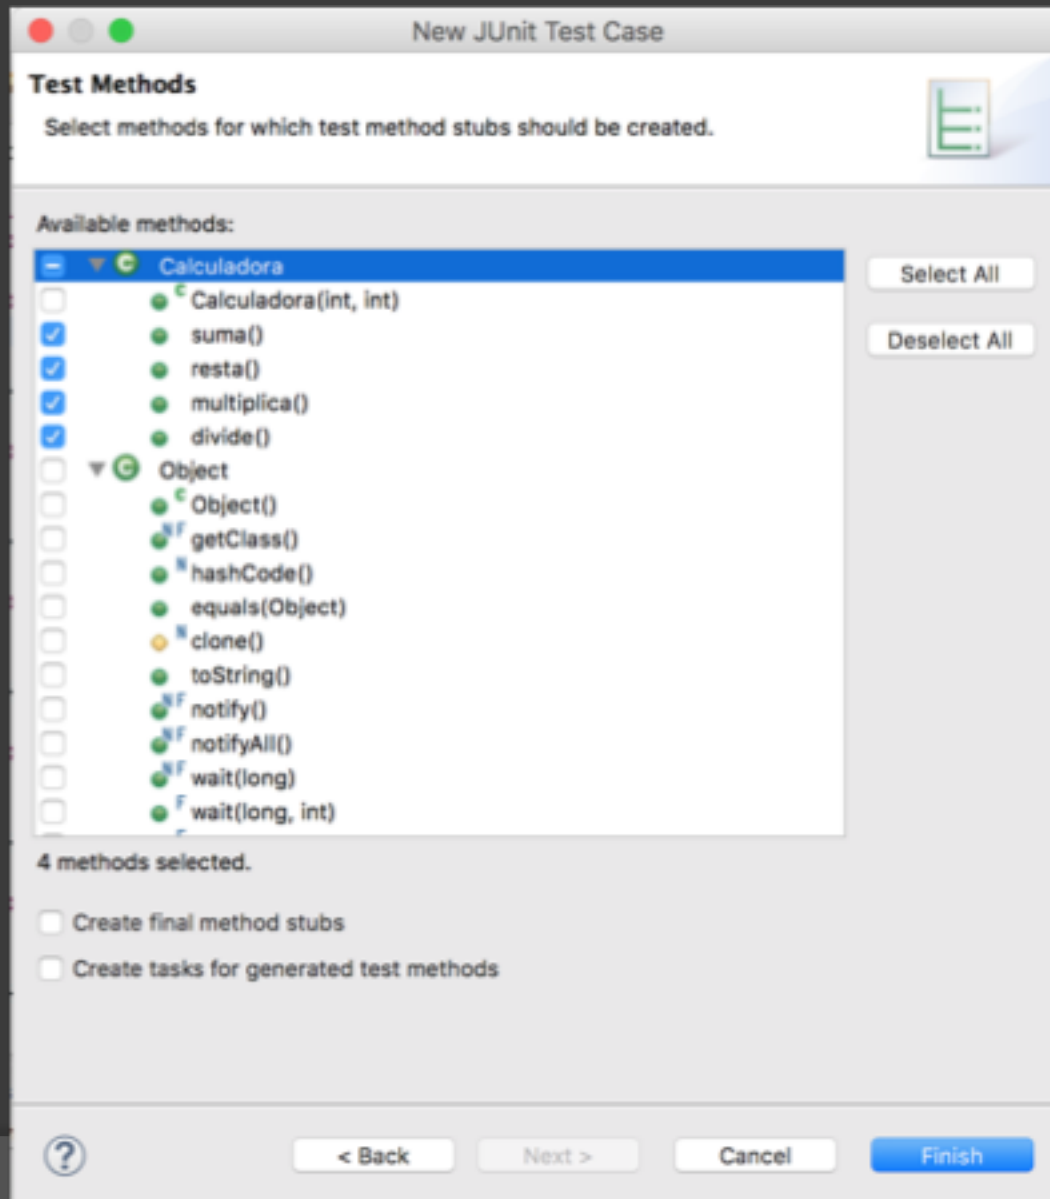 New JUnit Test Case
Test Methods
Select methods for which test method stubs should be created.
Available methods:
Calculadora
Calculadora(int, int)
suma()
resta()
multiplica()
divide()
Object
Object()
getClass()
hashCode()
equals(Object)
clone()
toString()
notify()
notifyAll()
wait(long)
wait(long, int)
Select All
Deselect All
4 methods selected.
Create final method stubs
Create tasks for generated test methods
? < Back Next > Cancel Finish